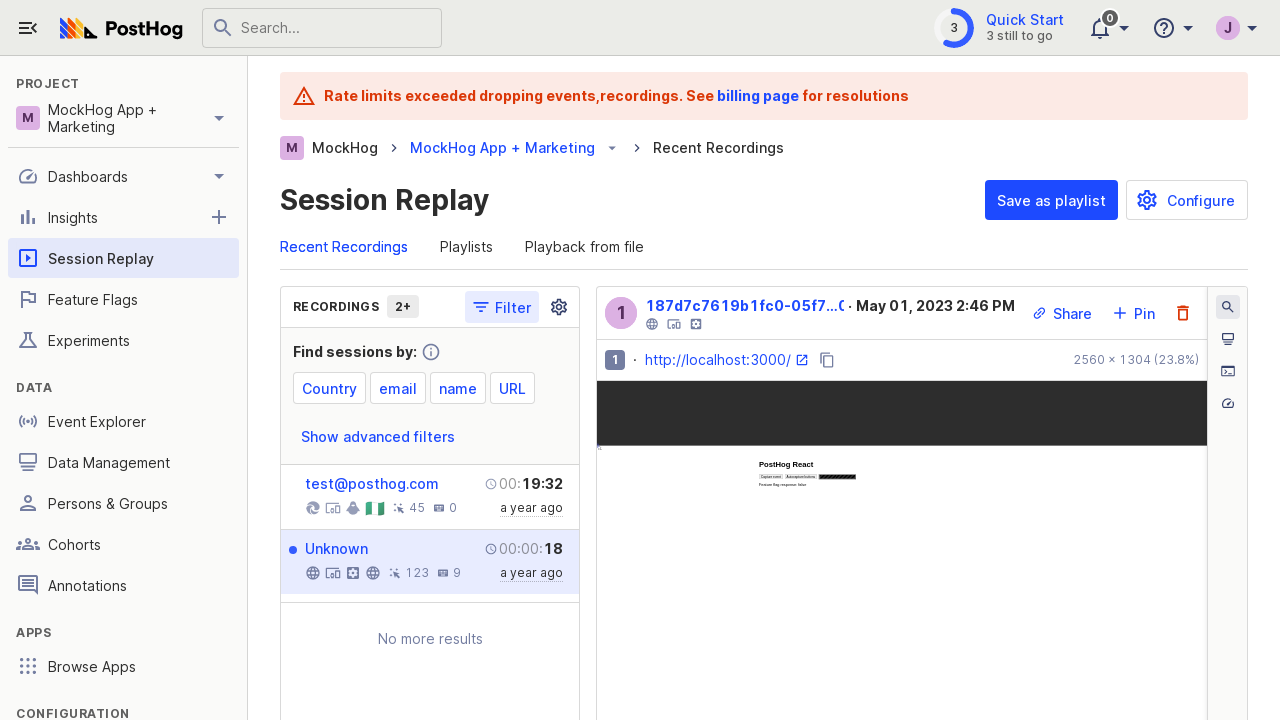 PostHog
Search...
3
Quick Start
3 still to go
0
J
PROJECT
M
MockHog App +
Marketing
Dashboards
Insights
Session Replay
Feature Flags
Experiments
DATA
Event Explorer
Data Management
Persons & Groups
Cohorts
Annotations
APPS
Browse Apps
CONFIGURATION
Rate limits exceeded dropping events,recordings. See billing page for resolutions
M MockHog MockHog App + Marketing Recent Recordings
Session Replay
Save as playlist
Configure
Recent Recordings Playlists Playback from file
RECORDINGS 2+ Filter
Find sessions by:
Country email name URL
Show advanced filters
test@posthog.com 00:19:32
45 0 a year ago
Unknown 00:00:18
123 9 a year ago
No more results
1 187d7c7619b1fc0-05f7...0 · May 01, 2023 2:46 PM
Share Pin
1 · http://localhost:3000/ 2560 × 1304 (23.8%)
PostHog React
Capture event Autocapture buttons
Feature flag response: false